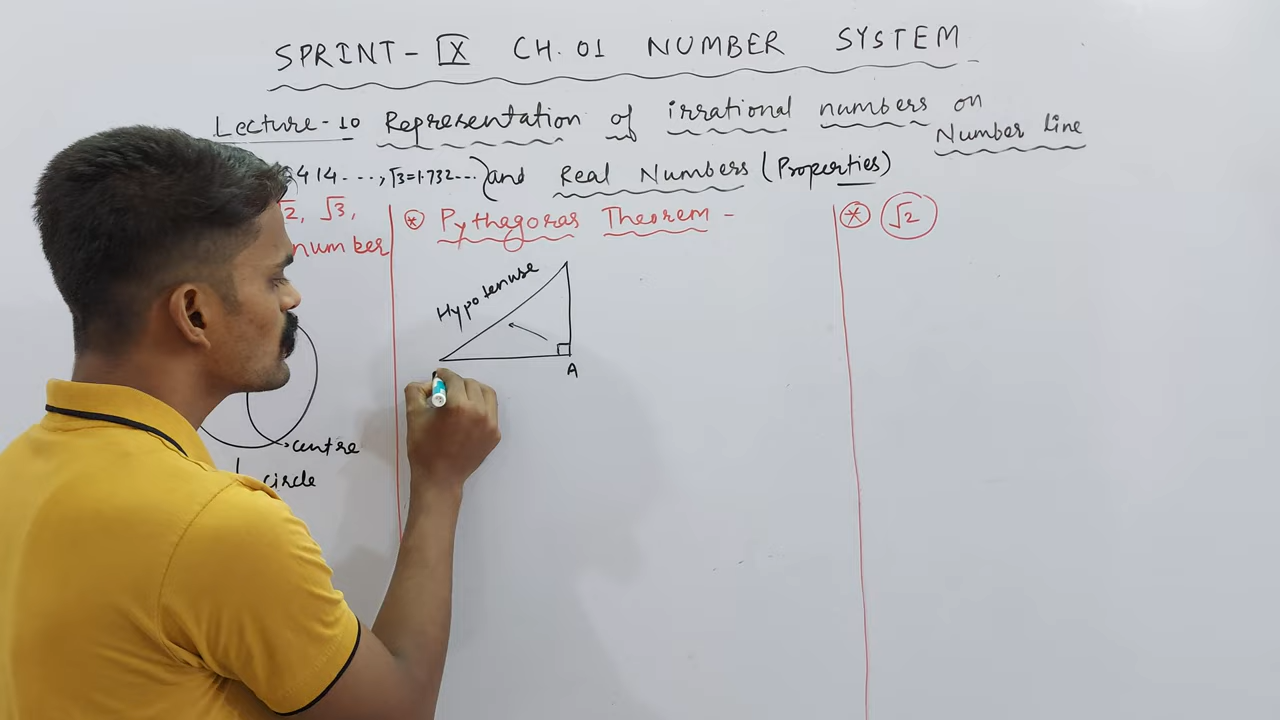 SPRINT - IX CH. 01 NUMBER SYSTEM
Lecture - 10 Representation of irrational numbers on
Number line
414..., √3=1.732...) and Real Numbers (Properties)
√2, √3,
number
* Pythagoras Theorem -
Hypotenuse
A
centre
circle
* √2